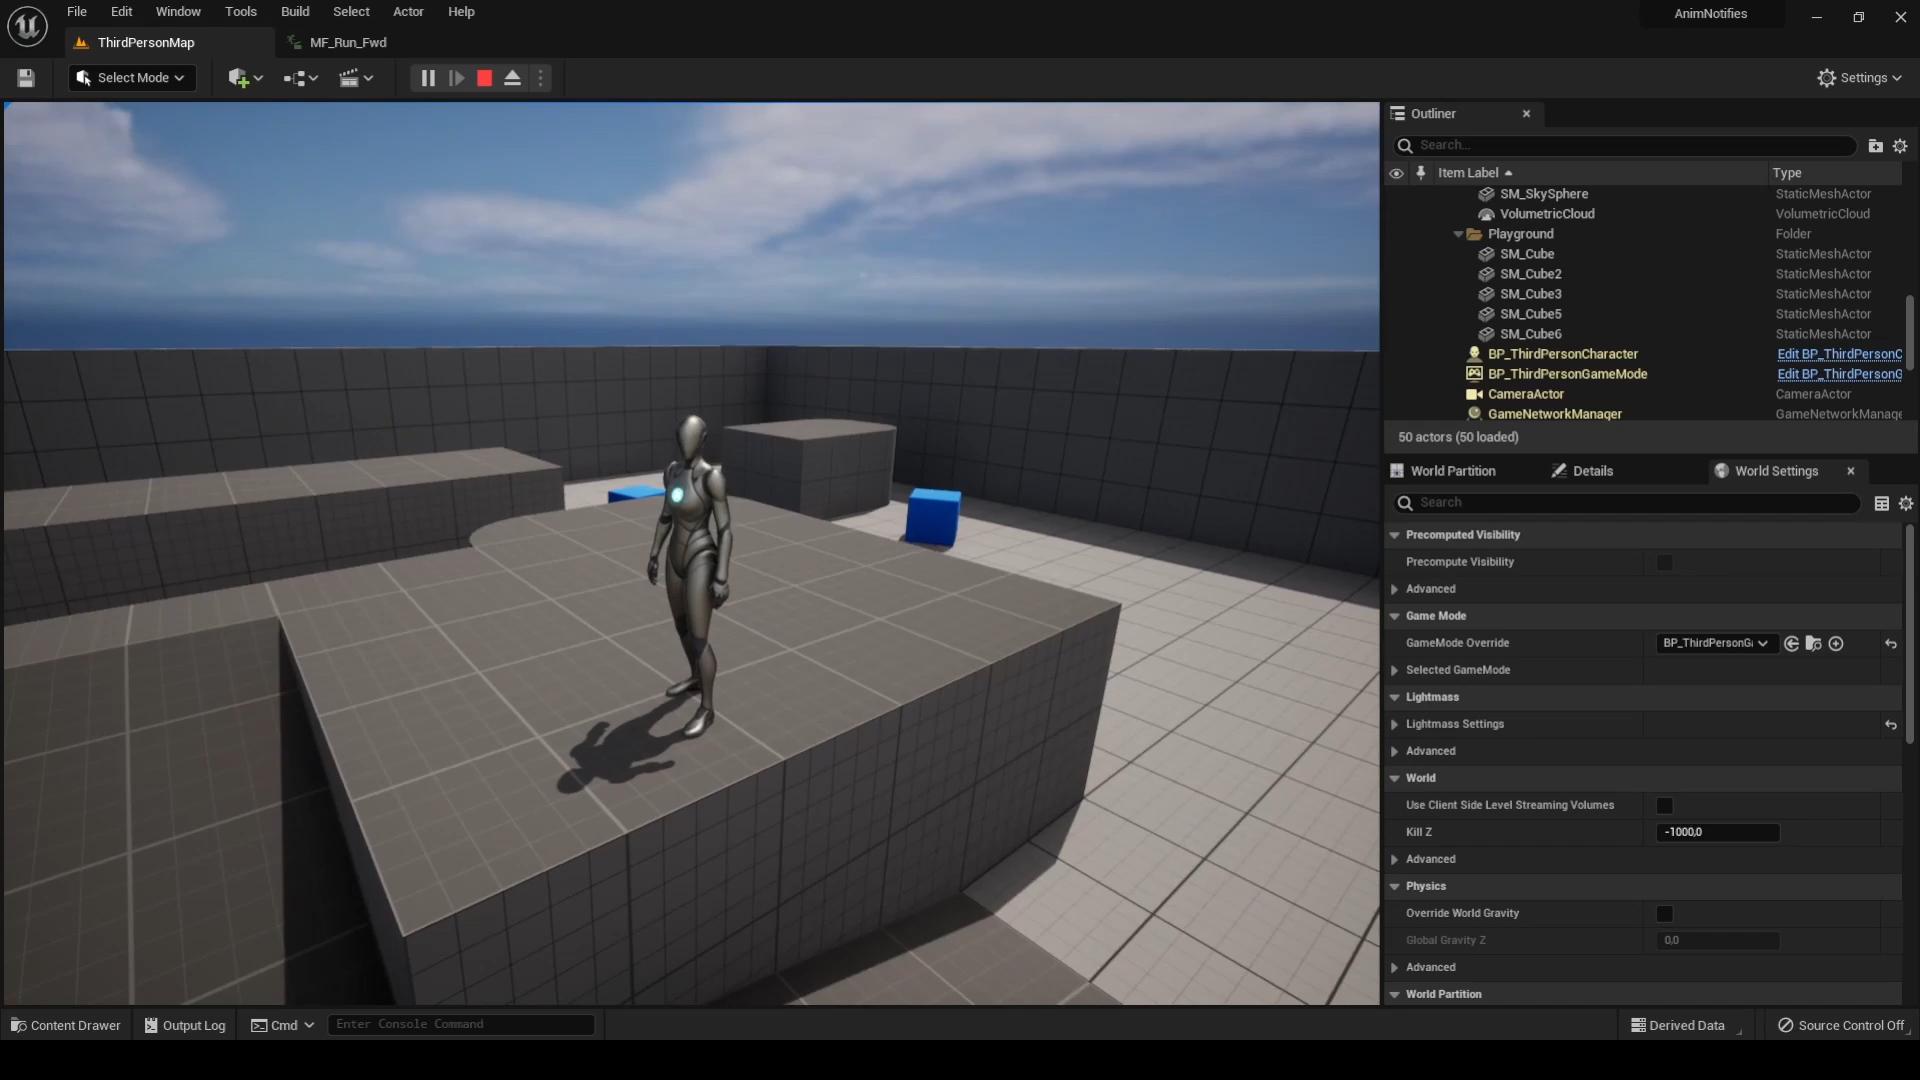 File Edit Window Tools Build Select Actor Help
AnimNotifies
ThirdPersonMap
MF_Run_Fwd
Select Mode
Settings
Outliner
Search...
Item Label
Type
SM_SkySphere StaticMeshActor
VolumetricCloud VolumetricCloud
Playground Folder
SM_Cube StaticMeshActor
SM_Cube2 StaticMeshActor
SM_Cube3 StaticMeshActor
SM_Cube5 StaticMeshActor
SM_Cube6 StaticMeshActor
BP_ThirdPersonCharacter Edit BP_ThirdPersonC
BP_ThirdPersonGameMode Edit BP_ThirdPersonG
CameraActor CameraActor
GameNetworkManager GameNetworkManage
50 actors (50 loaded)
World Partition
Details
World Settings
Search
Precomputed Visibility
Precompute Visibility
Advanced
Game Mode
GameMode Override BP_ThirdPersonGa
Selected GameMode
Lightmass
Lightmass Settings
Advanced
World
Use Client Side Level Streaming Volumes
Kill Z -1000,0
Advanced
Physics
Override World Gravity
Global Gravity Z 0,0
Advanced
World Partition
Content Drawer
Output Log
Cmd
Enter Console Command
Derived Data
Source Control Off